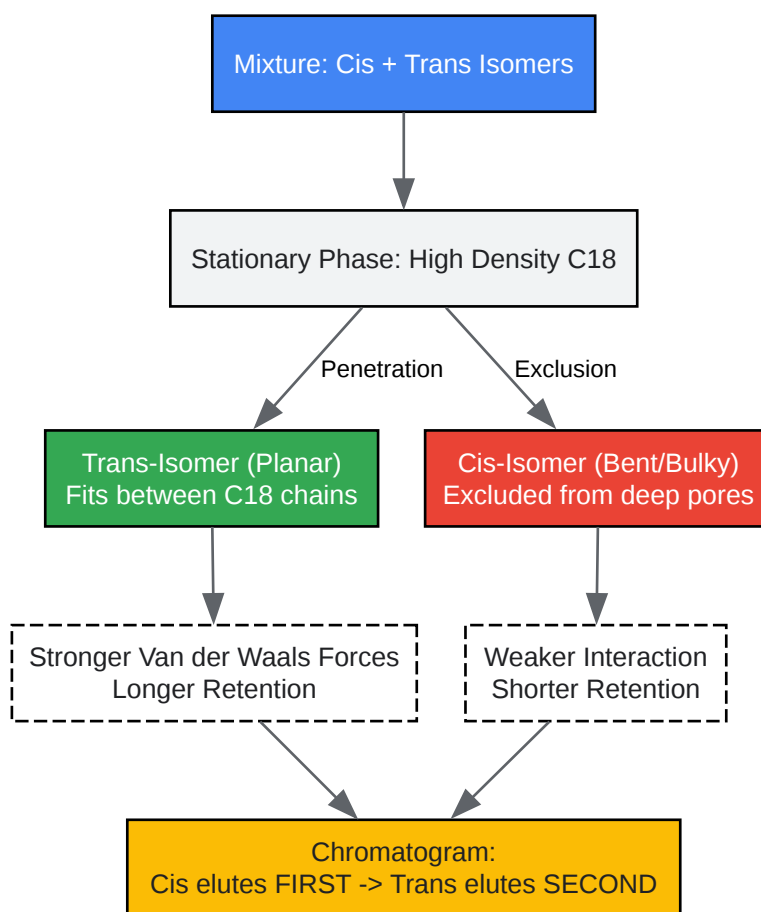 Mixture: Cis + Trans Isomers
Stationary Phase: High Density C18
Penetration
Exclusion
Trans-Isomer (Planar)
Fits between C18 chains
Cis-Isomer (Bent/Bulky)
Excluded from deep pores
Stronger Van der Waals Forces
Longer Retention
Weaker Interaction
Shorter Retention
Chromatogram:
Cis elutes FIRST -> Trans elutes SECOND